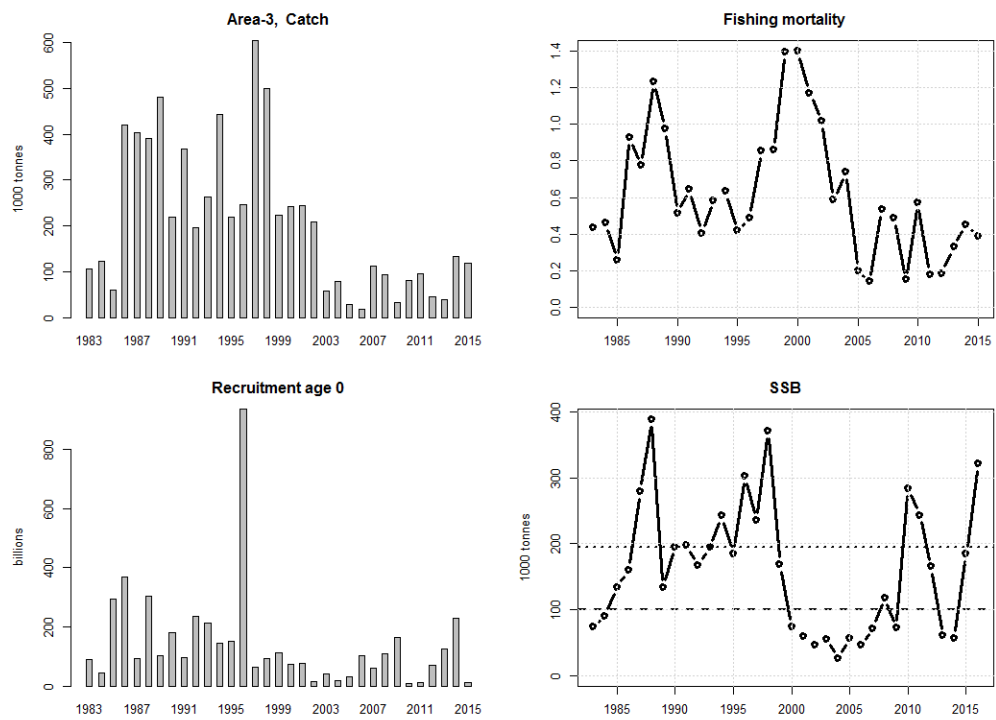 Area-3, Catch
1000 tonnes
600
500
400
300
200
100
0
1983 1987 1991 1995 1999 2003 2007 2011 2015
Fishing mortality
1.4
1.2
1.0
0.8
0.6
0.4
0.2
0.0
1985 1990 1995 2000 2005 2010 2015
Recruitment age 0
billions
800
600
400
200
0
1983 1987 1991 1995 1999 2003 2007 2011 2015
SSB
1000 tonnes
400
300
200
100
0
1985 1990 1995 2000 2005 2010 2015